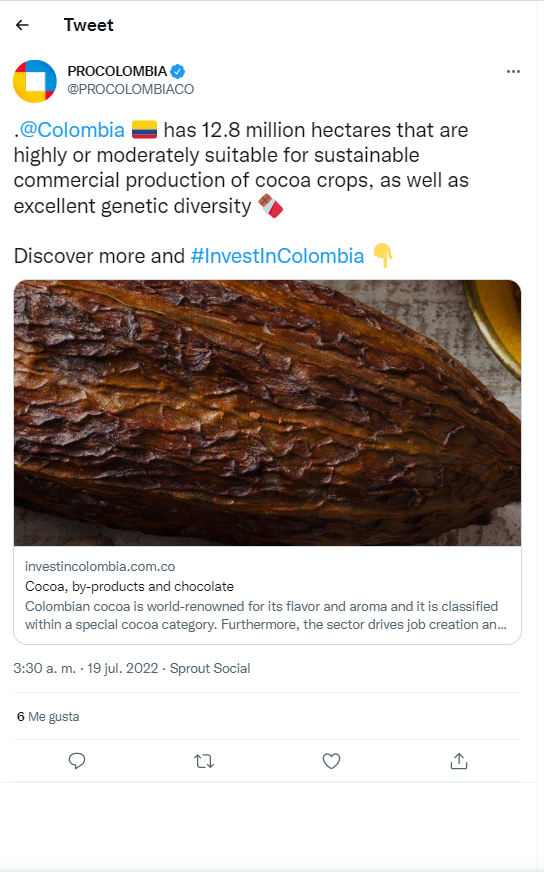 Tweet
PROCOLOMBIA
@PROCOLOMBIACO
.@Colombia 🇨🇴 has 12.8 million hectares that are
highly or moderately suitable for sustainable
commercial production of cocoa crops, as well as
excellent genetic diversity 🍫
Discover more and #InvestInColombia 👇
investincolombia.com.co
Cocoa, by-products and chocolate
Colombian cocoa is world-renowned for its flavor and aroma and it is classified
within a special cocoa category. Furthermore, the sector drives job creation an...
3:30 a. m. · 19 jul. 2022 · Sprout Social
6 Me gusta